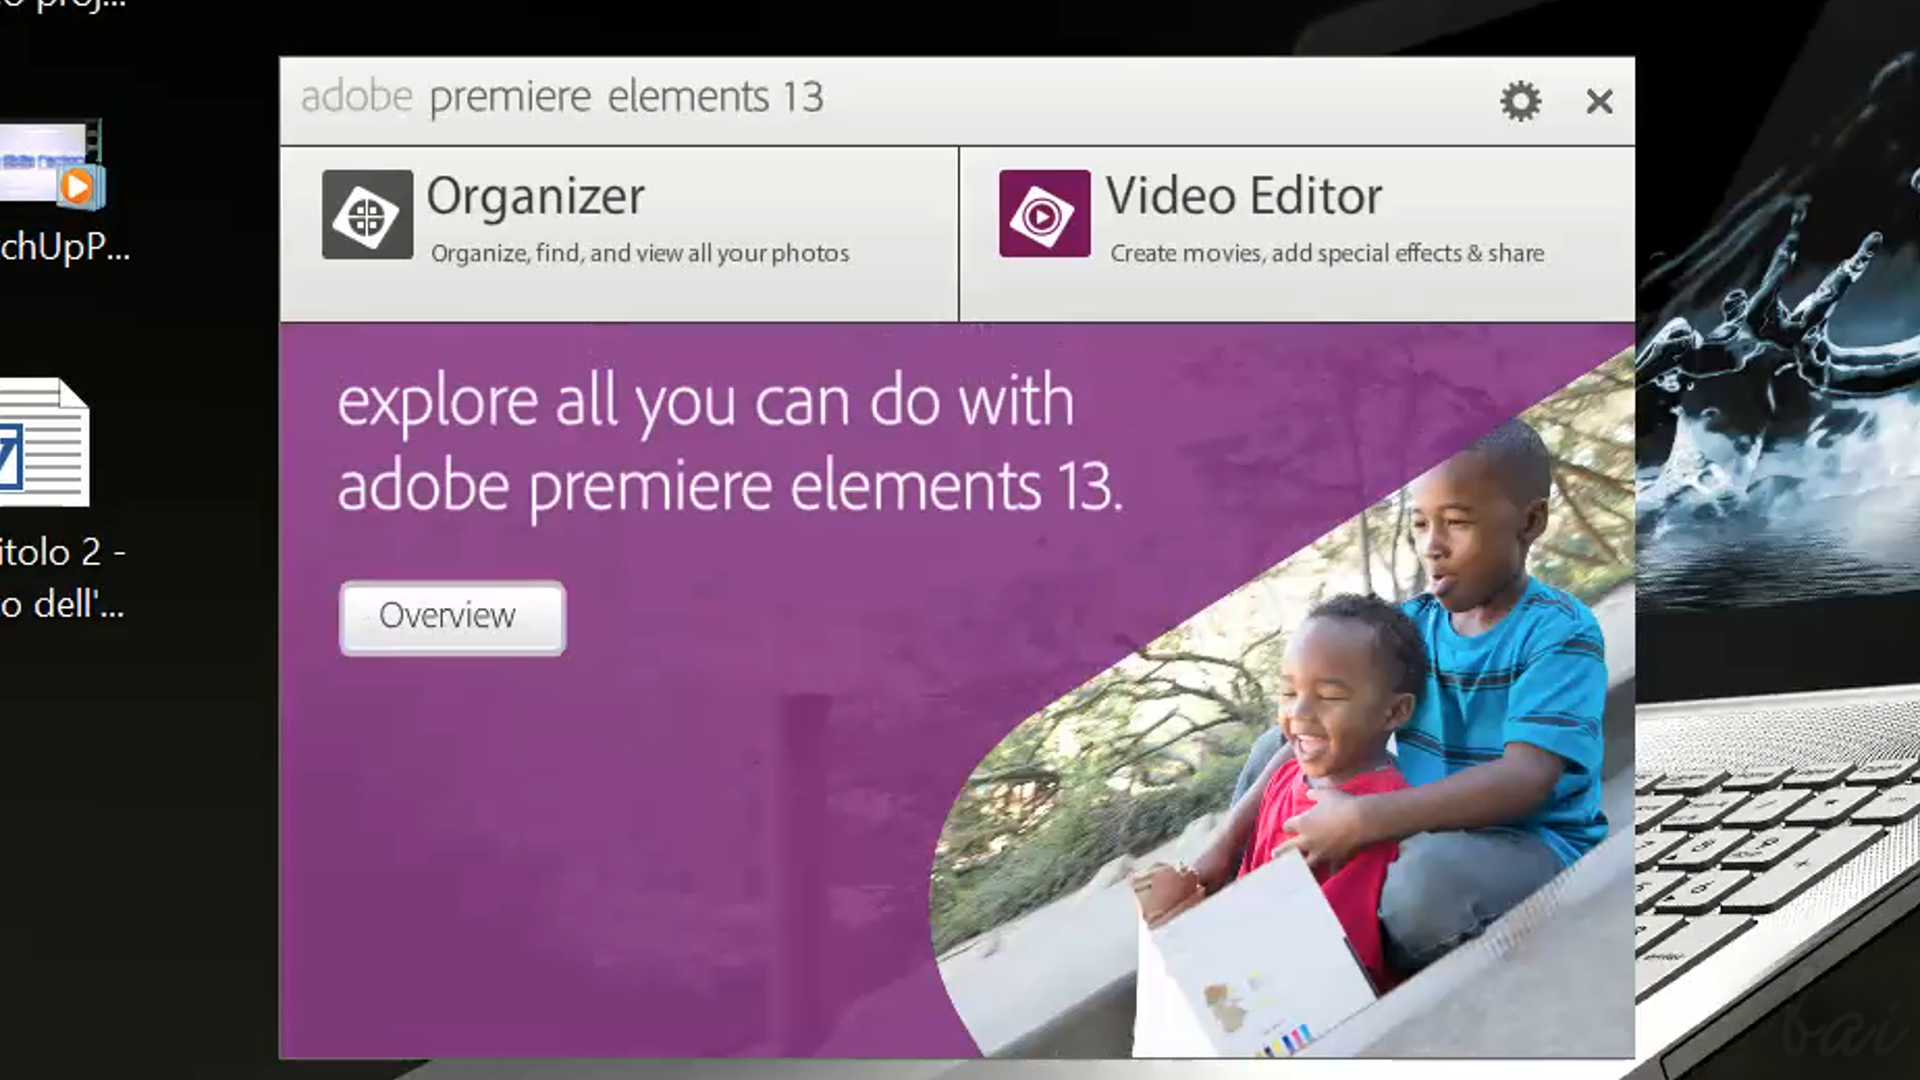 adobe premiere elements 13
Organizer
Organize, find, and view all your photos
Video Editor
Create movies, add special effects & share
explore all you can do with
adobe premiere elements 13.
Overview
chUpP...
itolo 2 -
o dell'...